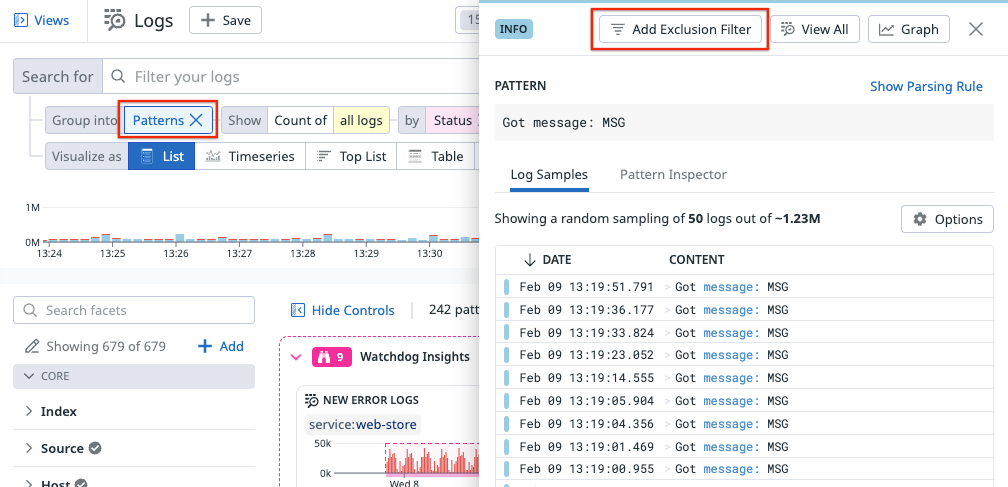 Views
Logs
Save
15
Search for
Filter your logs
Group into Patterns Show Count of all logs by Status
Visualize as List Timeseries Top List Table
1M
0M
13:24 13:25 13:26 13:27 13:28 13:29 13:30
Search facets
Showing 679 of 679 Add
CORE
Index
Source
Host
Hide Controls 242 patt
9 Watchdog Insights
NEW ERROR LOGS
service:web-store
50k
0k
Wed 8
INFO Add Exclusion Filter View All Graph
PATTERN Show Parsing Rule
Got message: MSG
Log Samples Pattern Inspector
Showing a random sampling of 50 logs out of ~1.23M Options
DATE CONTENT
Feb 09 13:19:51.791 > Got message: MSG
Feb 09 13:19:36.177 > Got message: MSG
Feb 09 13:19:33.824 > Got message: MSG
Feb 09 13:19:23.052 > Got message: MSG
Feb 09 13:19:14.555 > Got message: MSG
Feb 09 13:19:05.904 > Got message: MSG
Feb 09 13:19:04.356 > Got message: MSG
Feb 09 13:19:01.469 > Got message: MSG
Feb 09 13:19:00.955 > Got message: MSG